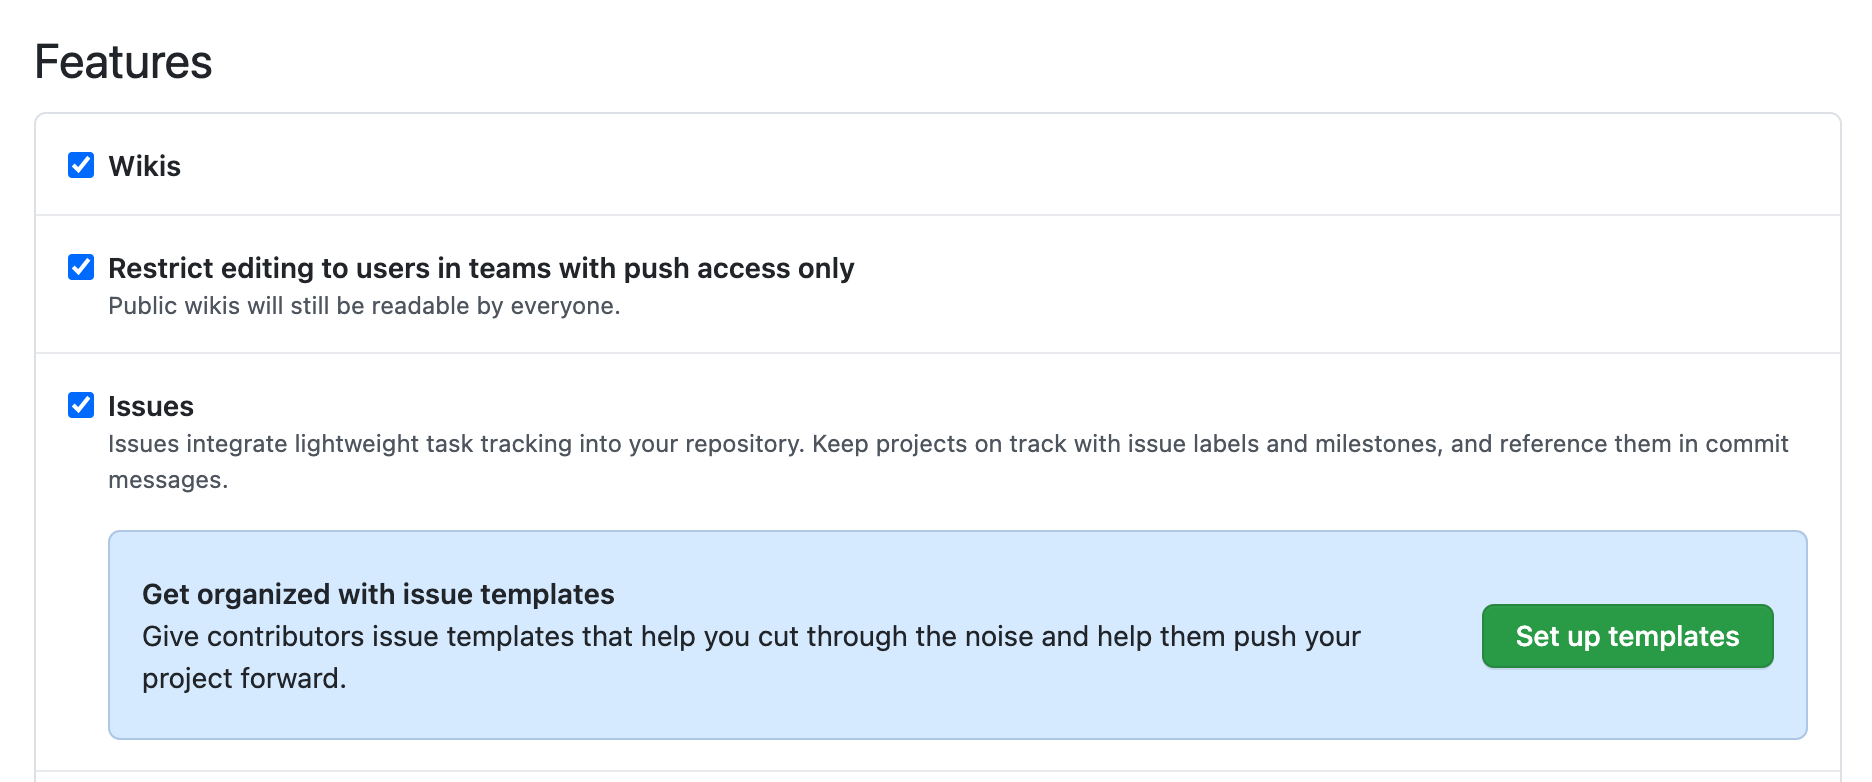 Features
Wikis
Restrict editing to users in teams with push access only
Public wikis will still be readable by everyone.
Issues
Issues integrate lightweight task tracking into your repository. Keep projects on track with issue labels and milestones, and reference them in commit
messages.
Get organized with issue templates
Give contributors issue templates that help you cut through the noise and help them push your
project forward.
Set up templates